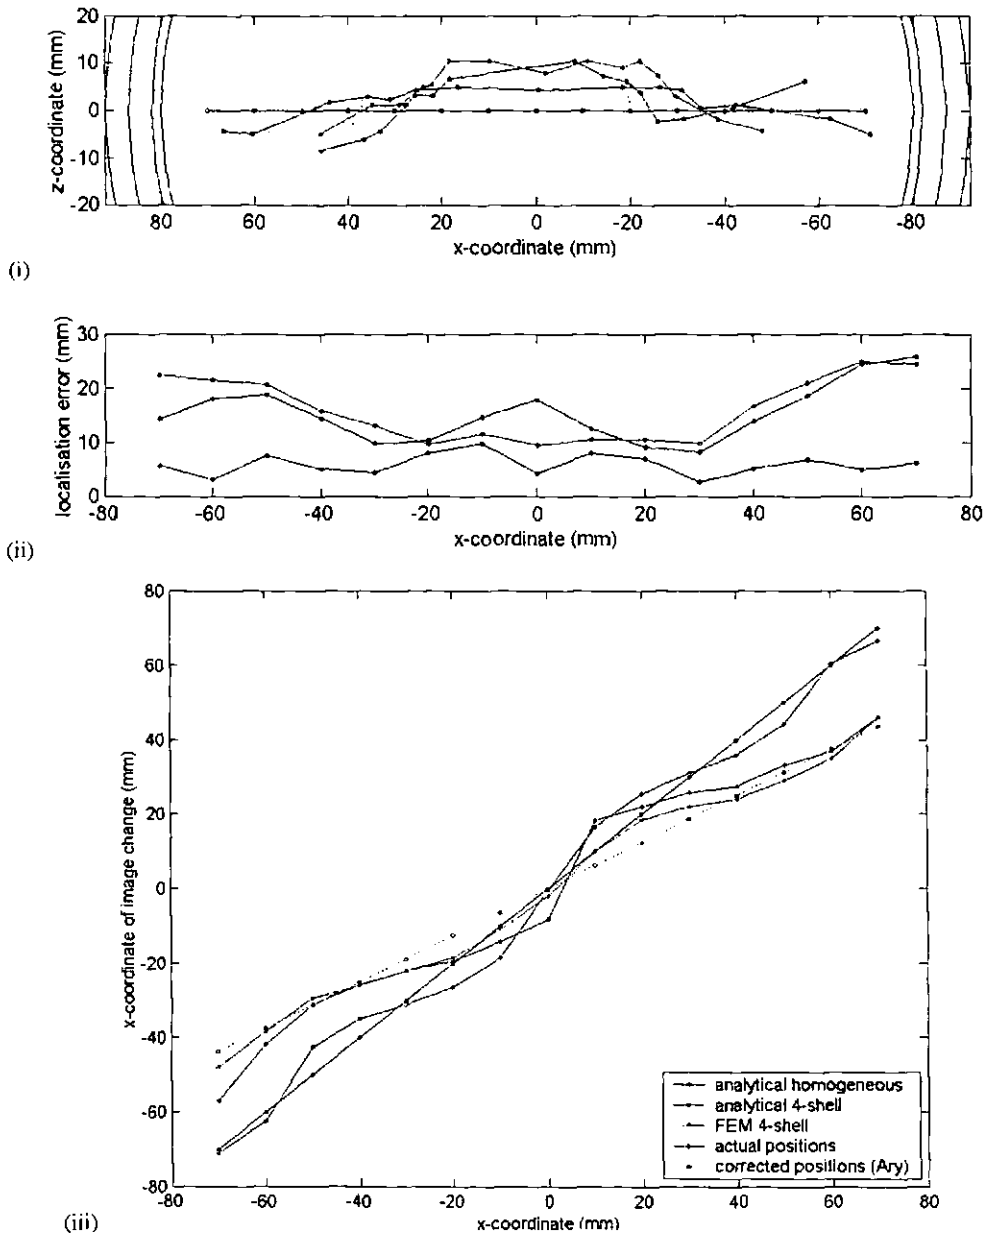 20
10
0
-10
-20
z-coordinate (mm)
80 60 40 20 0 -20 -40 -60 -80
x-coordinate (mm)
(i)
30
20
10
0
localisation error (mm)
-80 -60 -40 -20 0 20 40 60 80
x-coordinate (mm)
(ii)
80
60
40
20
0
-20
-40
-60
-80
x-coordinate of image change (mm)
analytical homogeneous
analytical 4-shell
FEM 4-shell
actual positions
corrected positions (Ary)
-80 -60 -40 -20 0 20 40 60 80
x-coordinate (mm)
(iii)